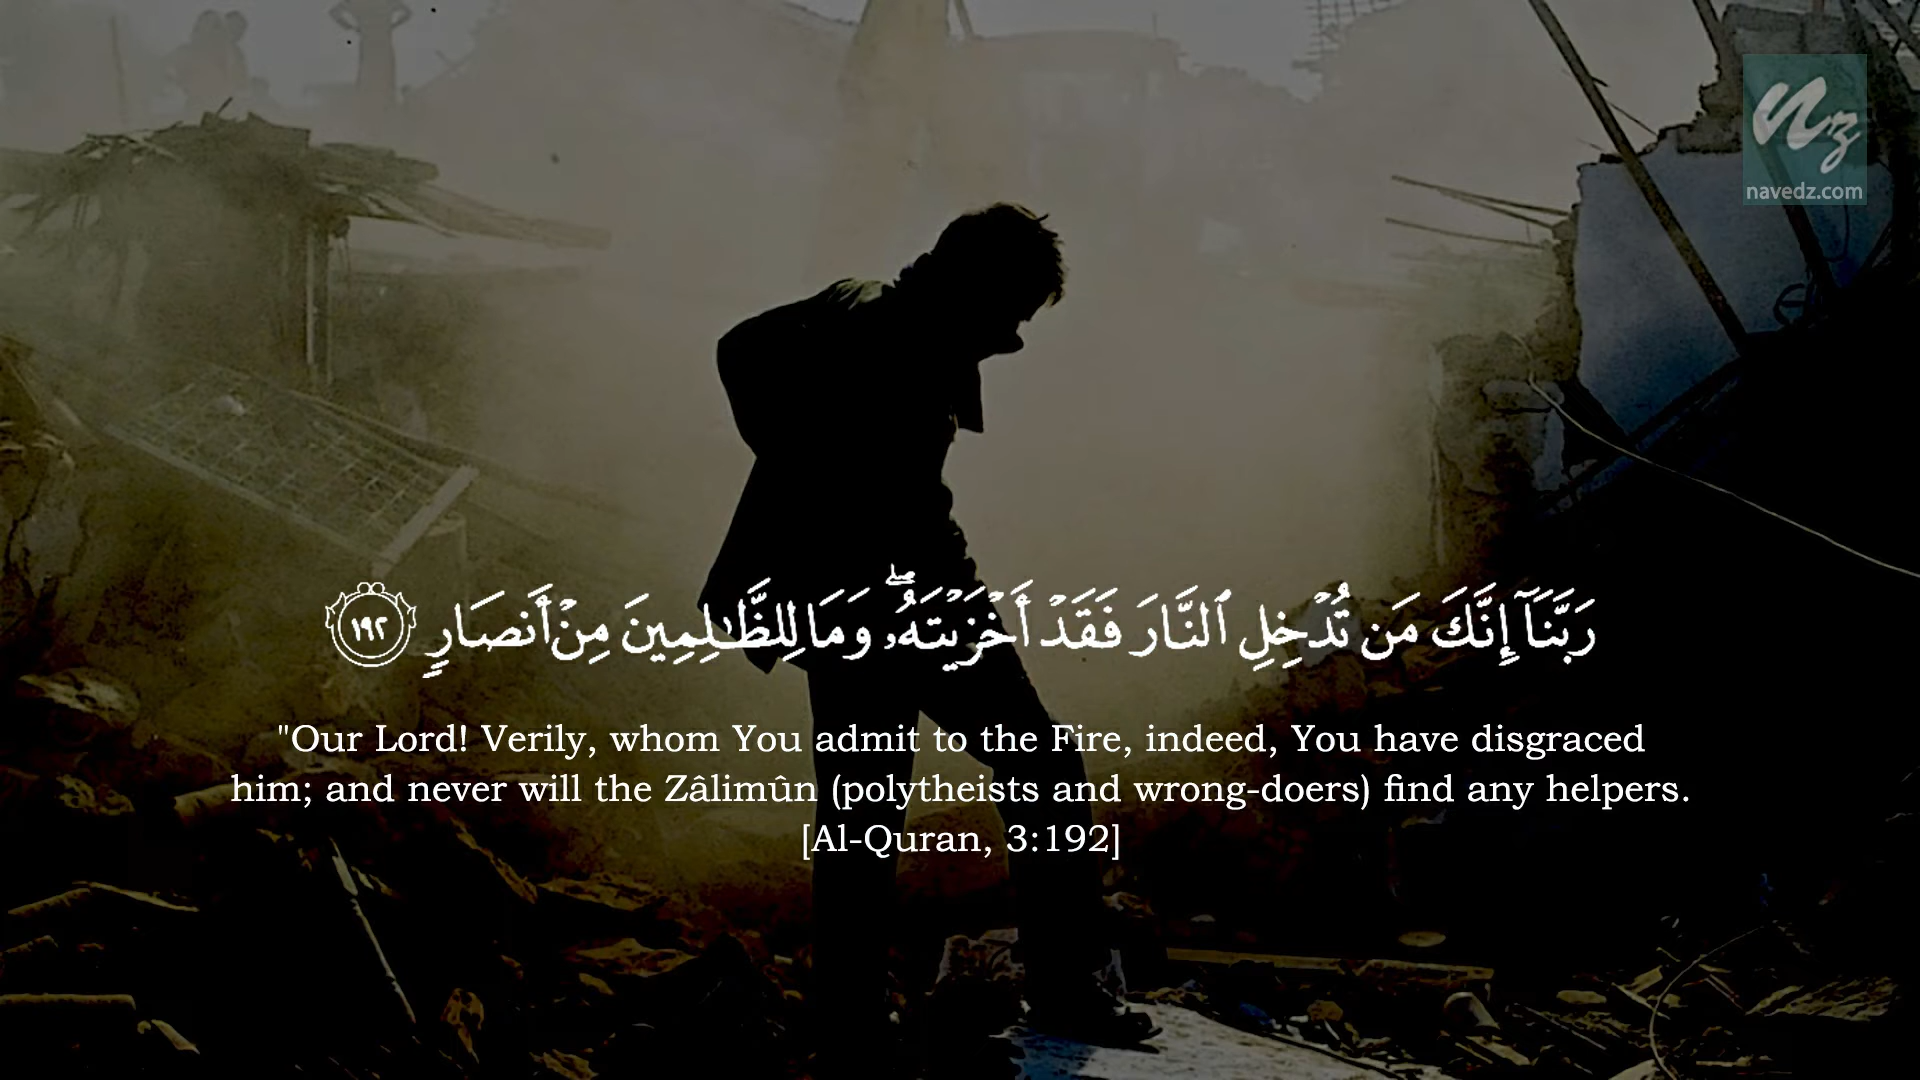 nz
navedz.com
رَبَّنَآ إِنَّكَ مَن تُدْخِلِ ٱلنَّارَ فَقَدْ أَخْزَيْتَهُۥ ۖ وَمَا لِلظَّـٰلِمِينَ مِنْ أَنصَارٍ ١٩٢
"Our Lord! Verily, whom You admit to the Fire, indeed, You have disgraced
him; and never will the Zâlimûn (polytheists and wrong-doers) find any helpers.
[Al-Quran, 3:192]